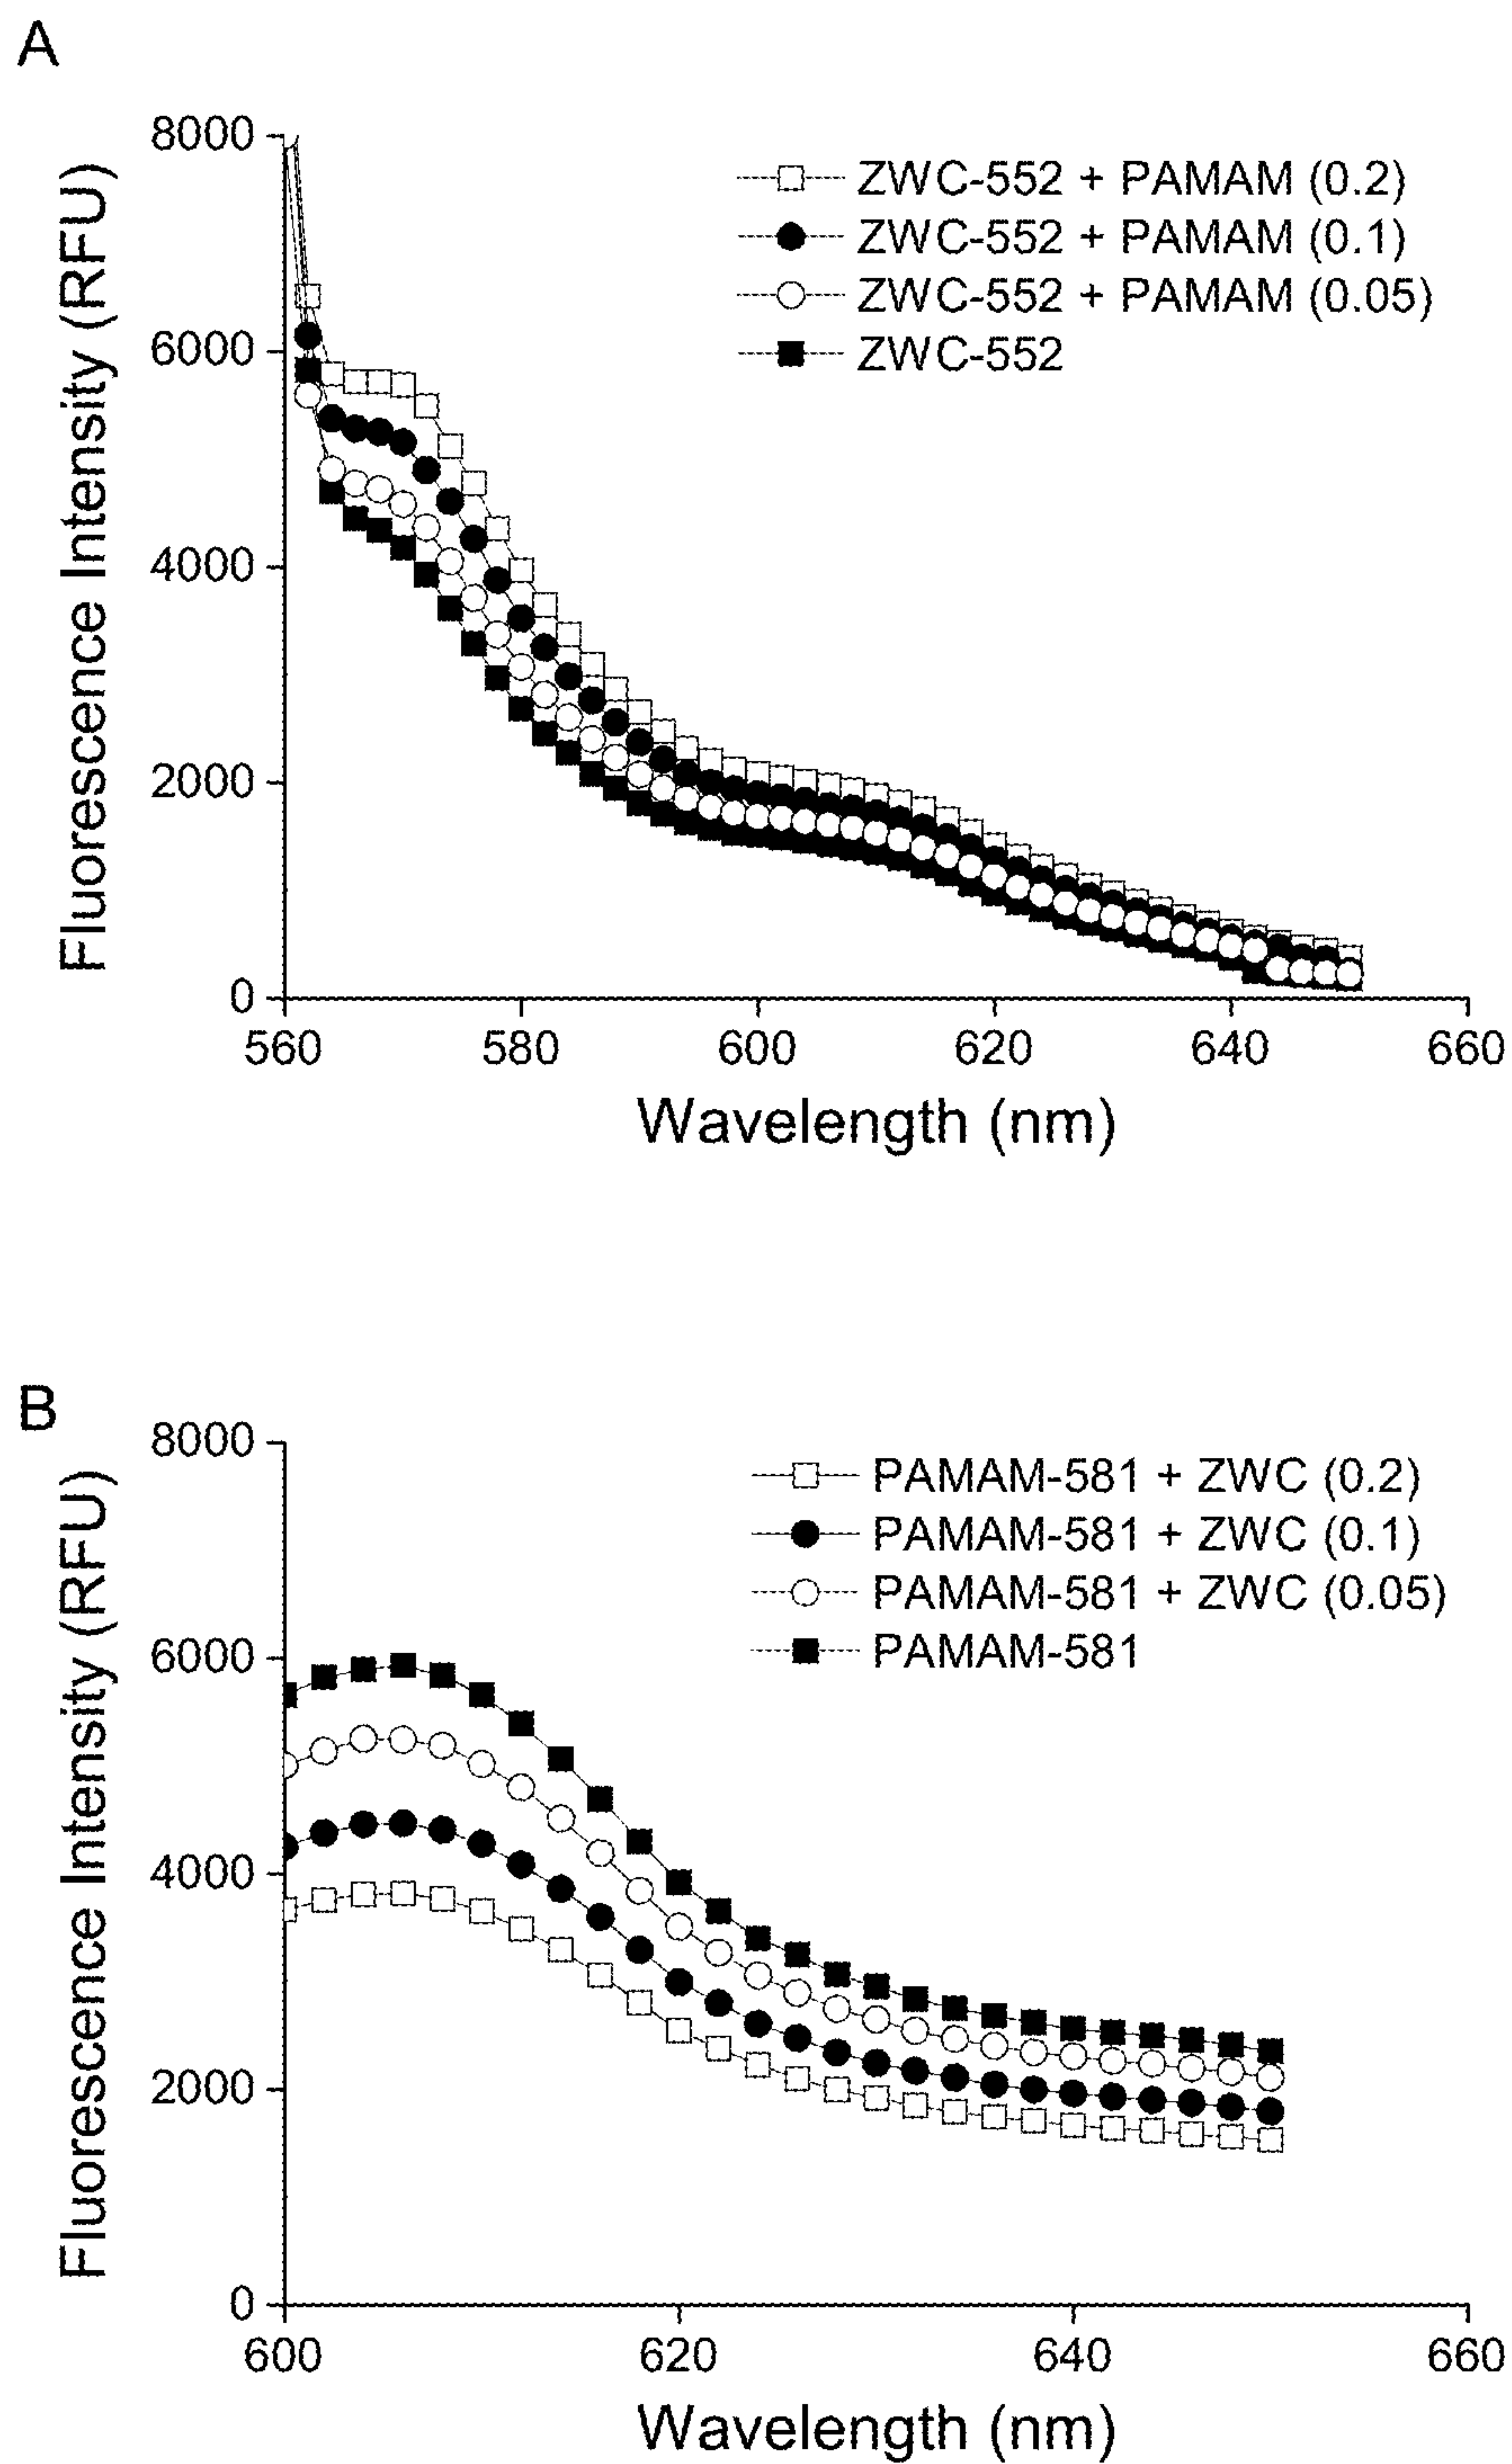 A
Fluorescence Intensity (RFU)
8000
6000
4000
2000
0
ZWC-552 + PAMAM (0.2)
ZWC-552 + PAMAM (0.1)
ZWC-552 + PAMAM (0.05)
ZWC-552
560 580 600 620 640 660
Wavelength (nm)
B
Fluorescence Intensity (RFU)
8000
6000
4000
2000
0
PAMAM-581 + ZWC (0.2)
PAMAM-581 + ZWC (0.1)
PAMAM-581 + ZWC (0.05)
PAMAM-581
600 620 640 660
Wavelength (nm)